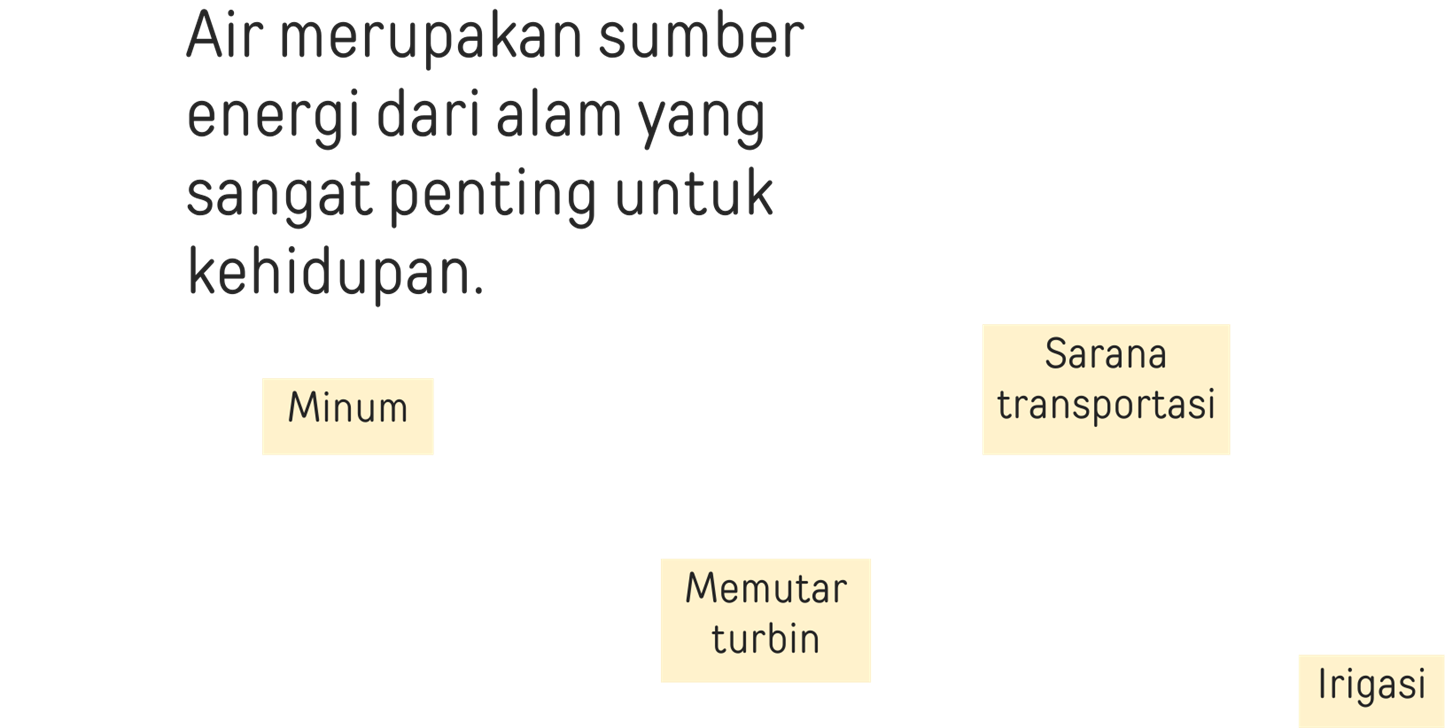 Air merupakan sumber
energi dari alam yang
sangat penting untuk
kehidupan.
Minum
Sarana
transportasi
Memutar
turbin
Irigasi